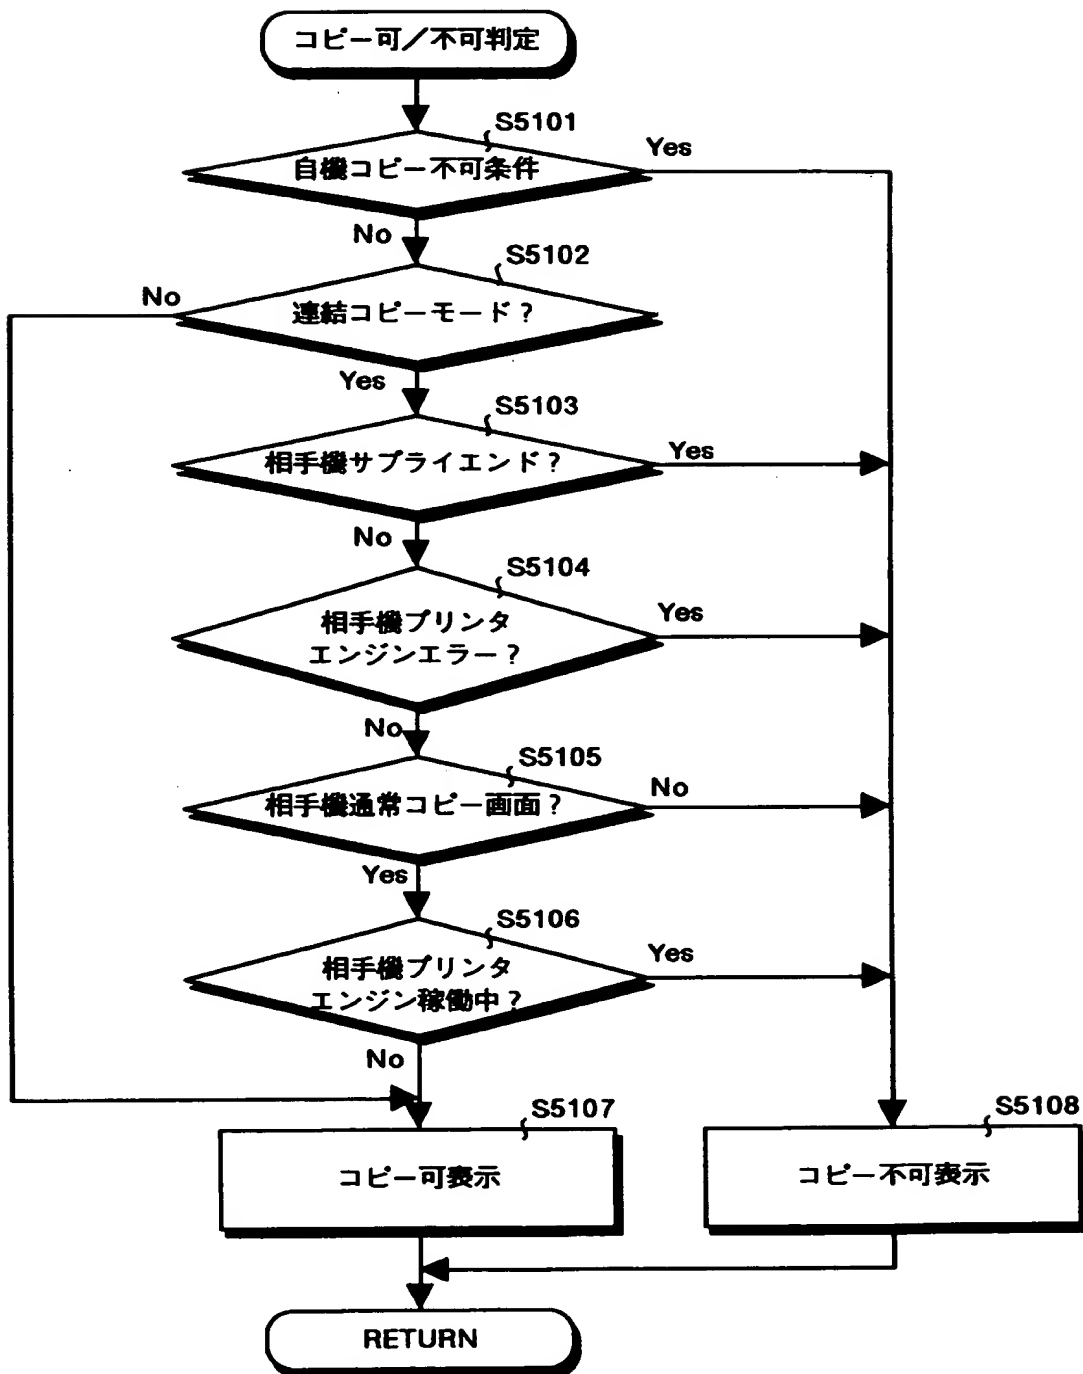 コピー可／不可判定
S5101
自機コピー不可条件
Yes
No
S5102
No
連結コピーモード？
Yes
S5103
相手機サプライエンド？
Yes
No
S5104
相手機プリンタ
エンジンエラー？
Yes
No
S5105
相手機通常コピー画面？
No
Yes
S5106
相手機プリンタ
エンジン稼働中？
Yes
No
S5107
コピー可表示
S5108
コピー不可表示
RETURN